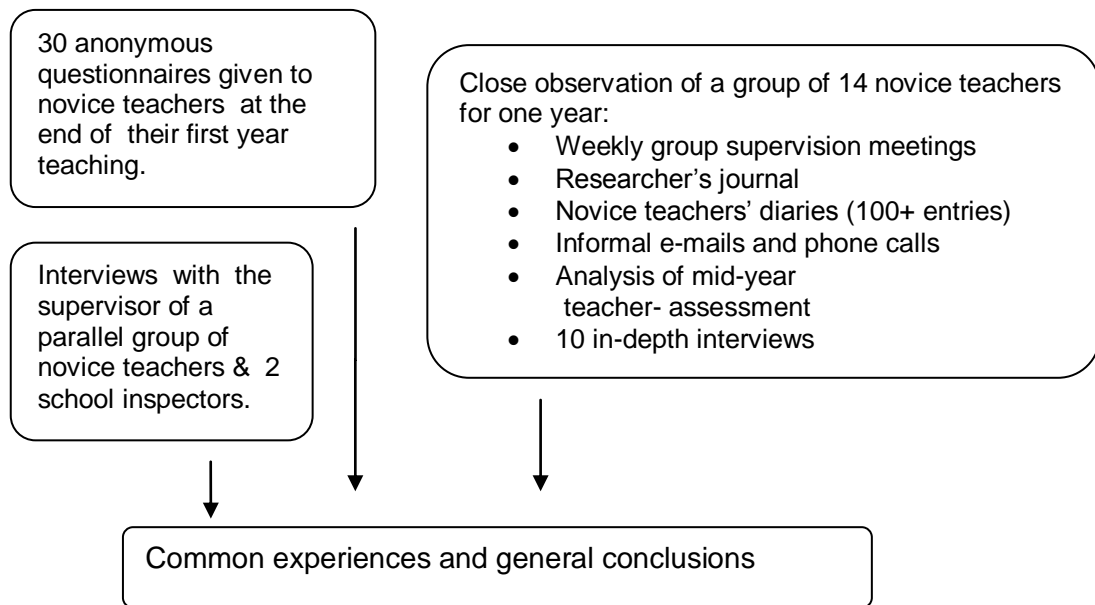 30 anonymous
questionnaires given to
novice teachers at the
end of their first year
teaching.
Interviews with the
supervisor of a
parallel group of
novice teachers & 2
school inspectors.
Close observation of a group of 14 novice teachers
for one year:
• Weekly group supervision meetings
• Researcher’s journal
• Novice teachers’ diaries (100+ entries)
• Informal e-mails and phone calls
• Analysis of mid-year
teacher- assessment
• 10 in-depth interviews
Common experiences and general conclusions